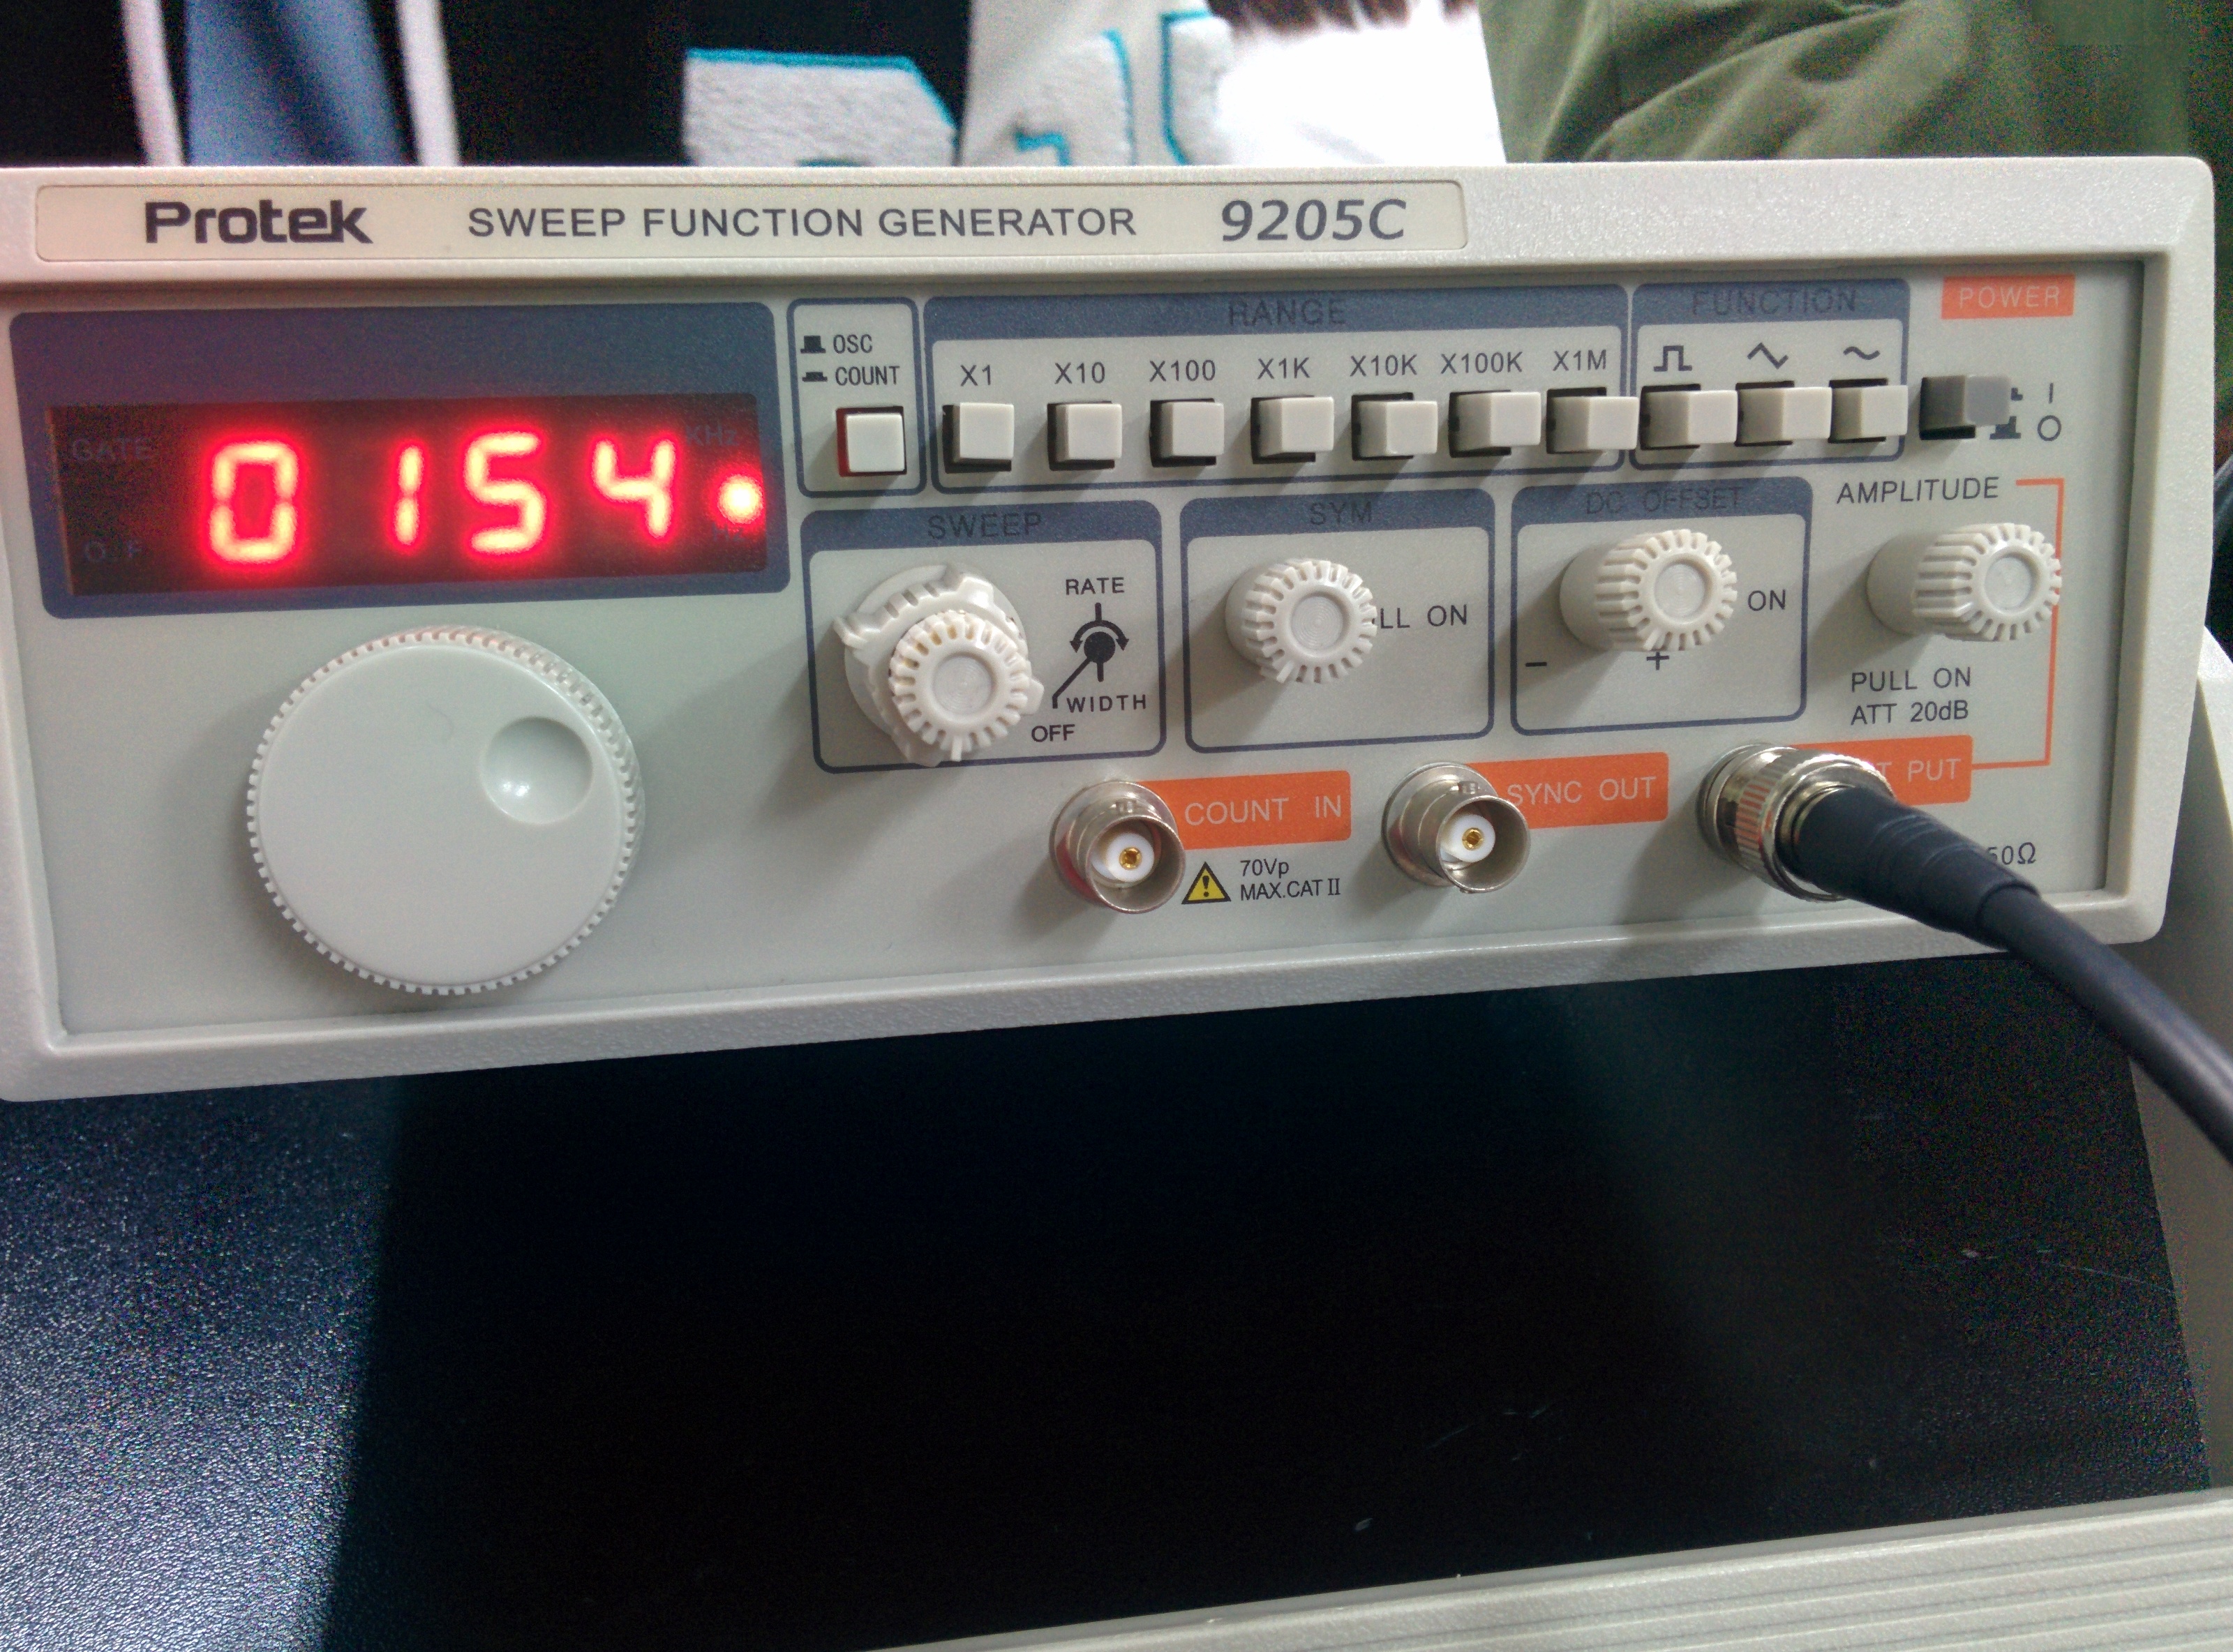 Protek SWEEP FUNCTION GENERATOR 9205C
GATE
0154
KHz
OSC
COUNT
RANGE
X1 X10 X100 X1K X10K X100K X1M
FUNCTION
POWER
I
O
SWEEP
RATE
WIDTH
OFF
SYM
LL ON
DC OFFSET
ON
- +
AMPLITUDE
PULL ON
ATT 20dB
COUNT IN
70Vp
MAX.CAT II
SYNC OUT
T PUT
50Ω